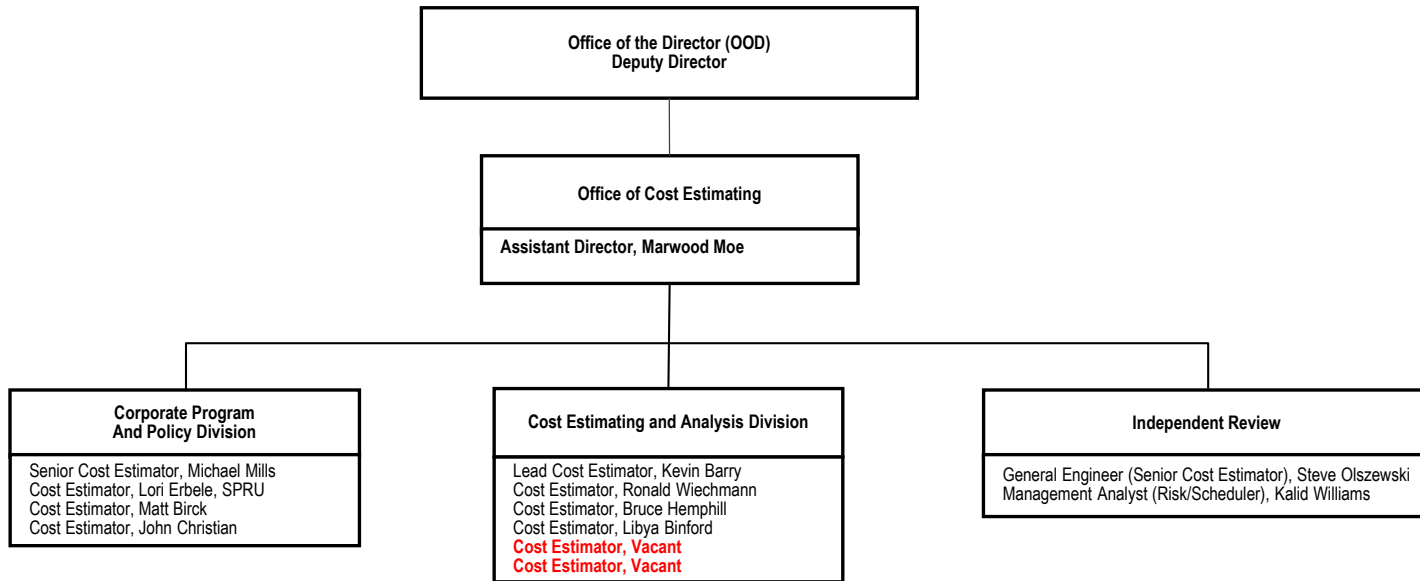 Office of the Director (OOD)
Deputy Director
Office of Cost Estimating
Assistant Director, Marwood Moe
Corporate Program
And Policy Division
Senior Cost Estimator, Michael Mills
Cost Estimator, Lori Erbele, SPRU
Cost Estimator, Matt Birck
Cost Estimator, John Christian
Cost Estimating and Analysis Division
Lead Cost Estimator, Kevin Barry
Cost Estimator, Ronald Wiechmann
Cost Estimator, Bruce Hemphill
Cost Estimator, Libya Binford
Cost Estimator, Vacant
Cost Estimator, Vacant
Independent Review
General Engineer (Senior Cost Estimator), Steve Olszewski
Management Analyst (Risk/Scheduler), Kalid Williams